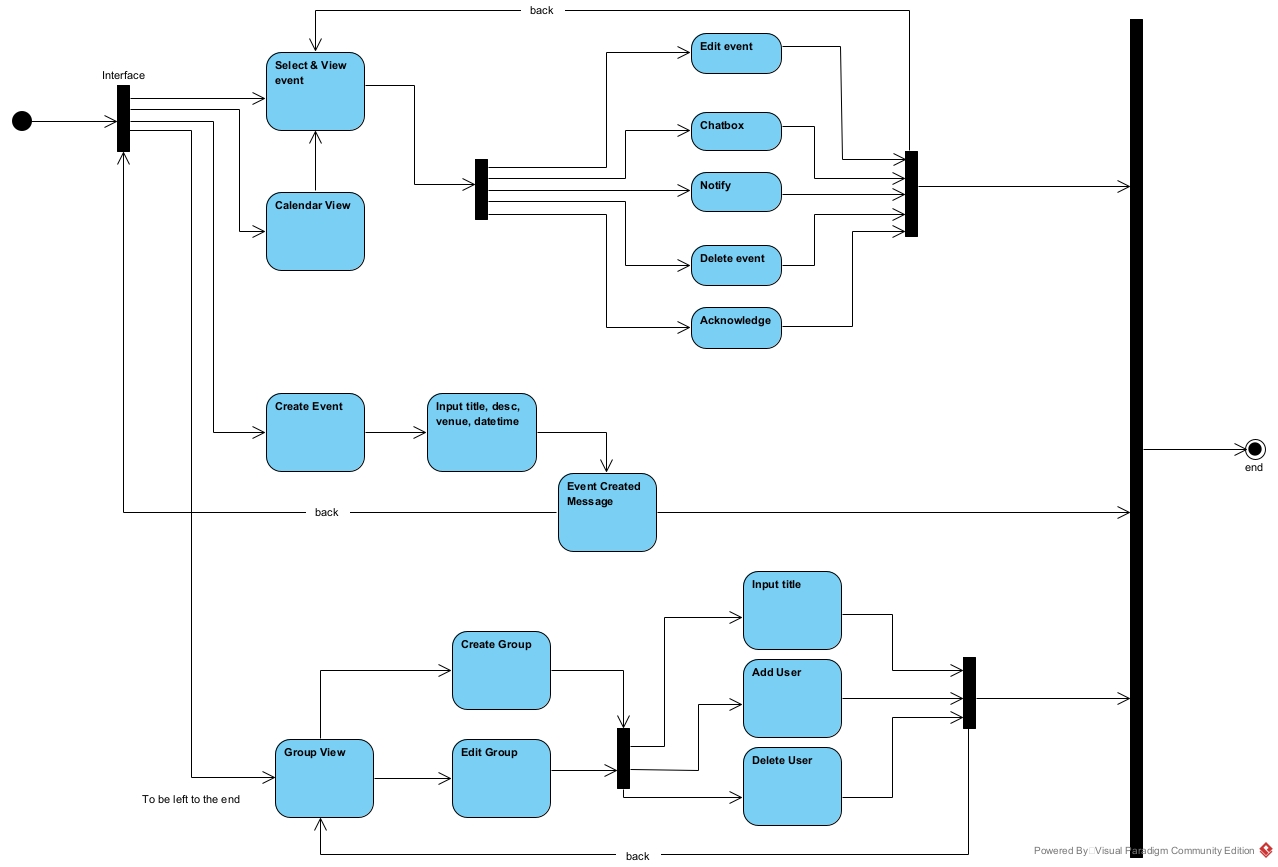 back
Interface
Select & View
event
Edit event
Chatbox
Notify
Calendar View
Delete event
Acknowledge
Create Event
Input title, desc,
venue, datetime
end
Event Created
Message
back
Input title
Create Group
Add User
Group View
Edit Group
Delete User
To be left to the end
back
Powered By Visual Paradigm Community Edition